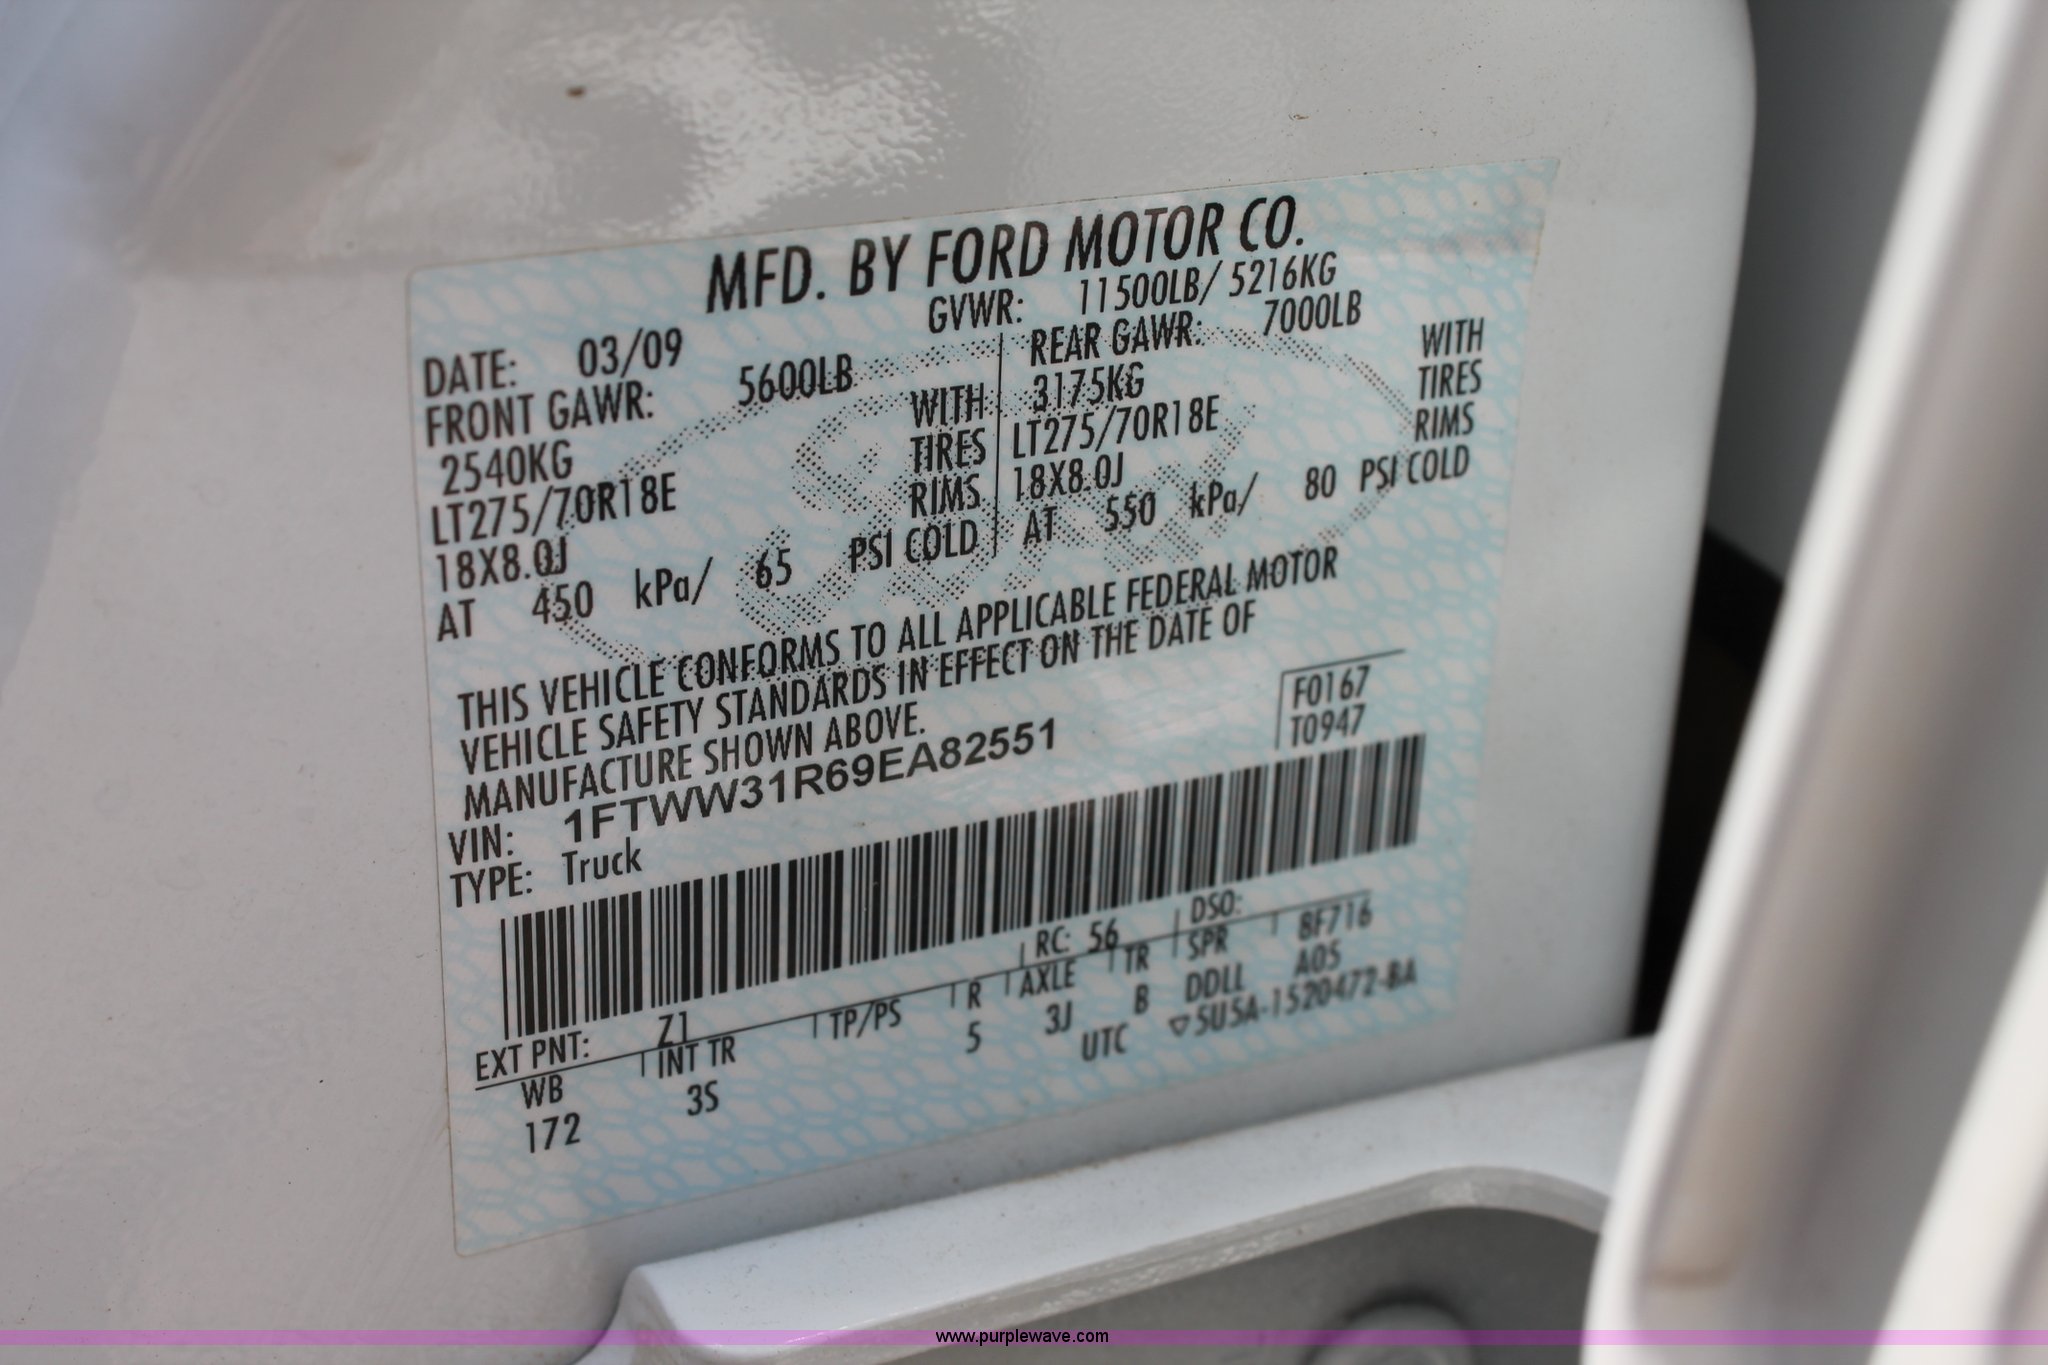 MFD. BY FORD MOTOR CO.
DATE: 03/09 GVWR: 11500LB/ 5216KG
FRONT GAWR: 5600LB REAR GAWR: 7000LB
2540KG WITH 3175KG WITH
LT275/70R18E TIRES LT275/70R18E TIRES
18X8.0J RIMS 18X8.0J RIMS
AT 450 kPa/ 65 PSI COLD AT 550 kPa/ 80 PSI COLD
THIS VEHICLE CONFORMS TO ALL APPLICABLE FEDERAL MOTOR
VEHICLE SAFETY STANDARDS IN EFFECT ON THE DATE OF
MANUFACTURE SHOWN ABOVE.
VIN: 1FTWW31R69EA82551 F0167
TYPE: Truck T0947
EXT PNT: Z1 RC: 56 DSO:
WB INT TR TP/PS R AXLE TR SPR 8F716
172 3S 5 3J B DDLL A05
UTC ▽5U5A-1520472-BA
www.purplewave.com